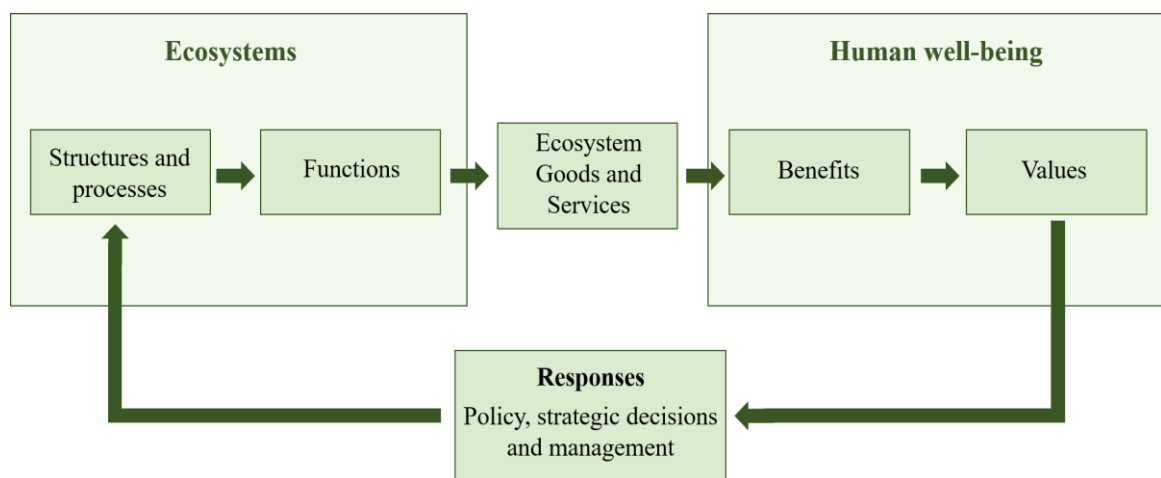 Ecosystems
Human well-being
Structures and
processes
Functions
Ecosystem
Goods and
Services
Benefits
Values
Responses
Policy, strategic decisions
and management